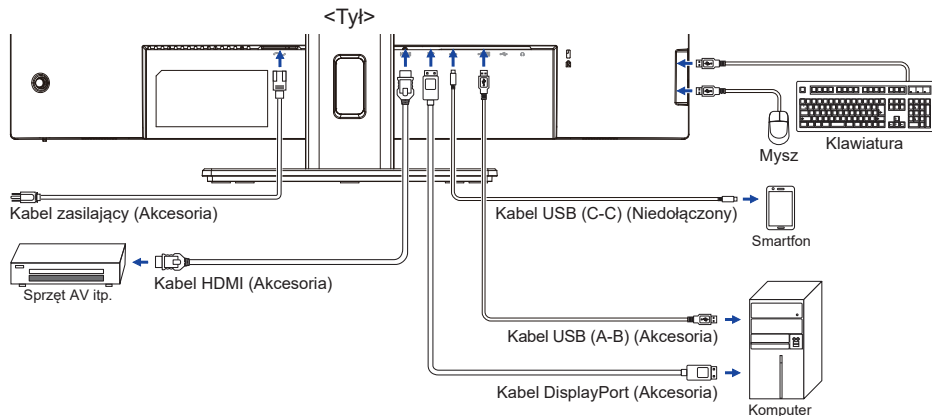 <Tył>
Mysz
Klawiatura
Kabel zasilający (Akcesoria)
Kabel USB (C-C) (Niedołączony)
Smartfon
Kabel HDMI (Akcesoria)
Sprzęt AV itp.
Kabel USB (A-B) (Akcesoria)
Kabel DisplayPort (Akcesoria)
Komputer